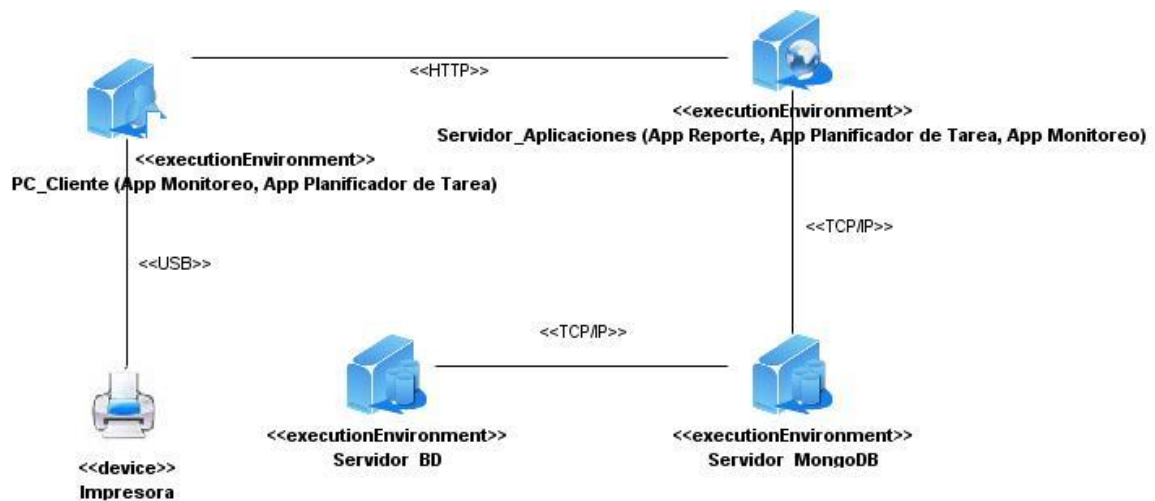 <<HTTP>>
<<executionEnvironment>>
Servidor_Aplicaciones (App Reporte, App Planificador de Tarea, App Monitoreo)
<<executionEnvironment>>
PC_Cliente (App Monitoreo, App Planificador de Tarea)
<<TCP/IP>>
<<USB>>
<<TCP/IP>>
<<executionEnvironment>>
Servidor_BD
<<executionEnvironment>>
Servidor_MongoDB
<<device>>
Impresora